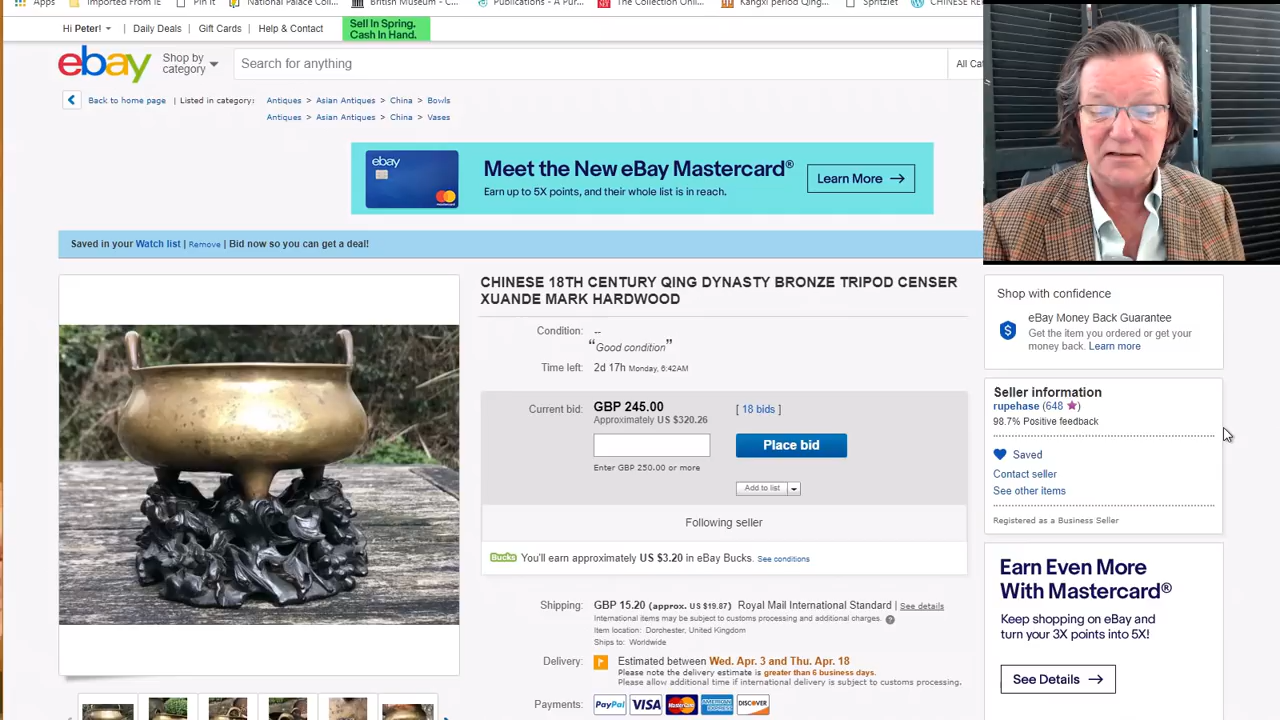 Apps
Imported From IE
Pin It
National Palace Coll...
British Museum - C...
Publications - A Pur...
The Collection Onli...
Kangxi period Qing...
Spritzlet
CHINESE RE
Hi Peter!
Daily Deals
Gift Cards
Help & Contact
Sell In Spring.
Cash In Hand.
ebay
Shop by
category
Search for anything
All Cat
Back to home page | Listed in category:
Antiques > Asian Antiques > China > Bowls
Antiques > Asian Antiques > China > Vases
ebay
Meet the New eBay Mastercard®
Earn up to 5X points, and their whole list is in reach.
Learn More
Saved in your Watch list | Remove | Bid now so you can get a deal!
CHINESE 18TH CENTURY QING DYNASTY BRONZE TRIPOD CENSER
XUANDE MARK HARDWOOD
Condition: --
“Good condition”
Time left: 2d 17h Monday, 6:42AM
Current bid: GBP 245.00 [ 18 bids ]
Approximately US $320.26
Place bid
Enter GBP 250.00 or more
Add to list
Following seller
Bucks You'll earn approximately US $3.20 in eBay Bucks. See conditions
Shipping: GBP 15.20 (approx. US $19.87) Royal Mail International Standard | See details
International items may be subject to customs processing and additional charges.
Item location: Dorchester, United Kingdom
Ships to: Worldwide
Delivery: Estimated between Wed. Apr. 3 and Thu. Apr. 18
Please note the delivery estimate is greater than 6 business days.
Please allow additional time if international delivery is subject to customs processing.
Payments: PayPal VISA MasterCard AMERICAN EXPRESS DISCOVER
Shop with confidence
eBay Money Back Guarantee
Get the item you ordered or get your
money back. Learn more
Seller information
rupehase (648)
98.7% Positive feedback
Saved
Contact seller
See other items
Registered as a Business Seller
Earn Even More
With Mastercard®
Keep shopping on eBay and
turn your 3X points into 5X!
See Details